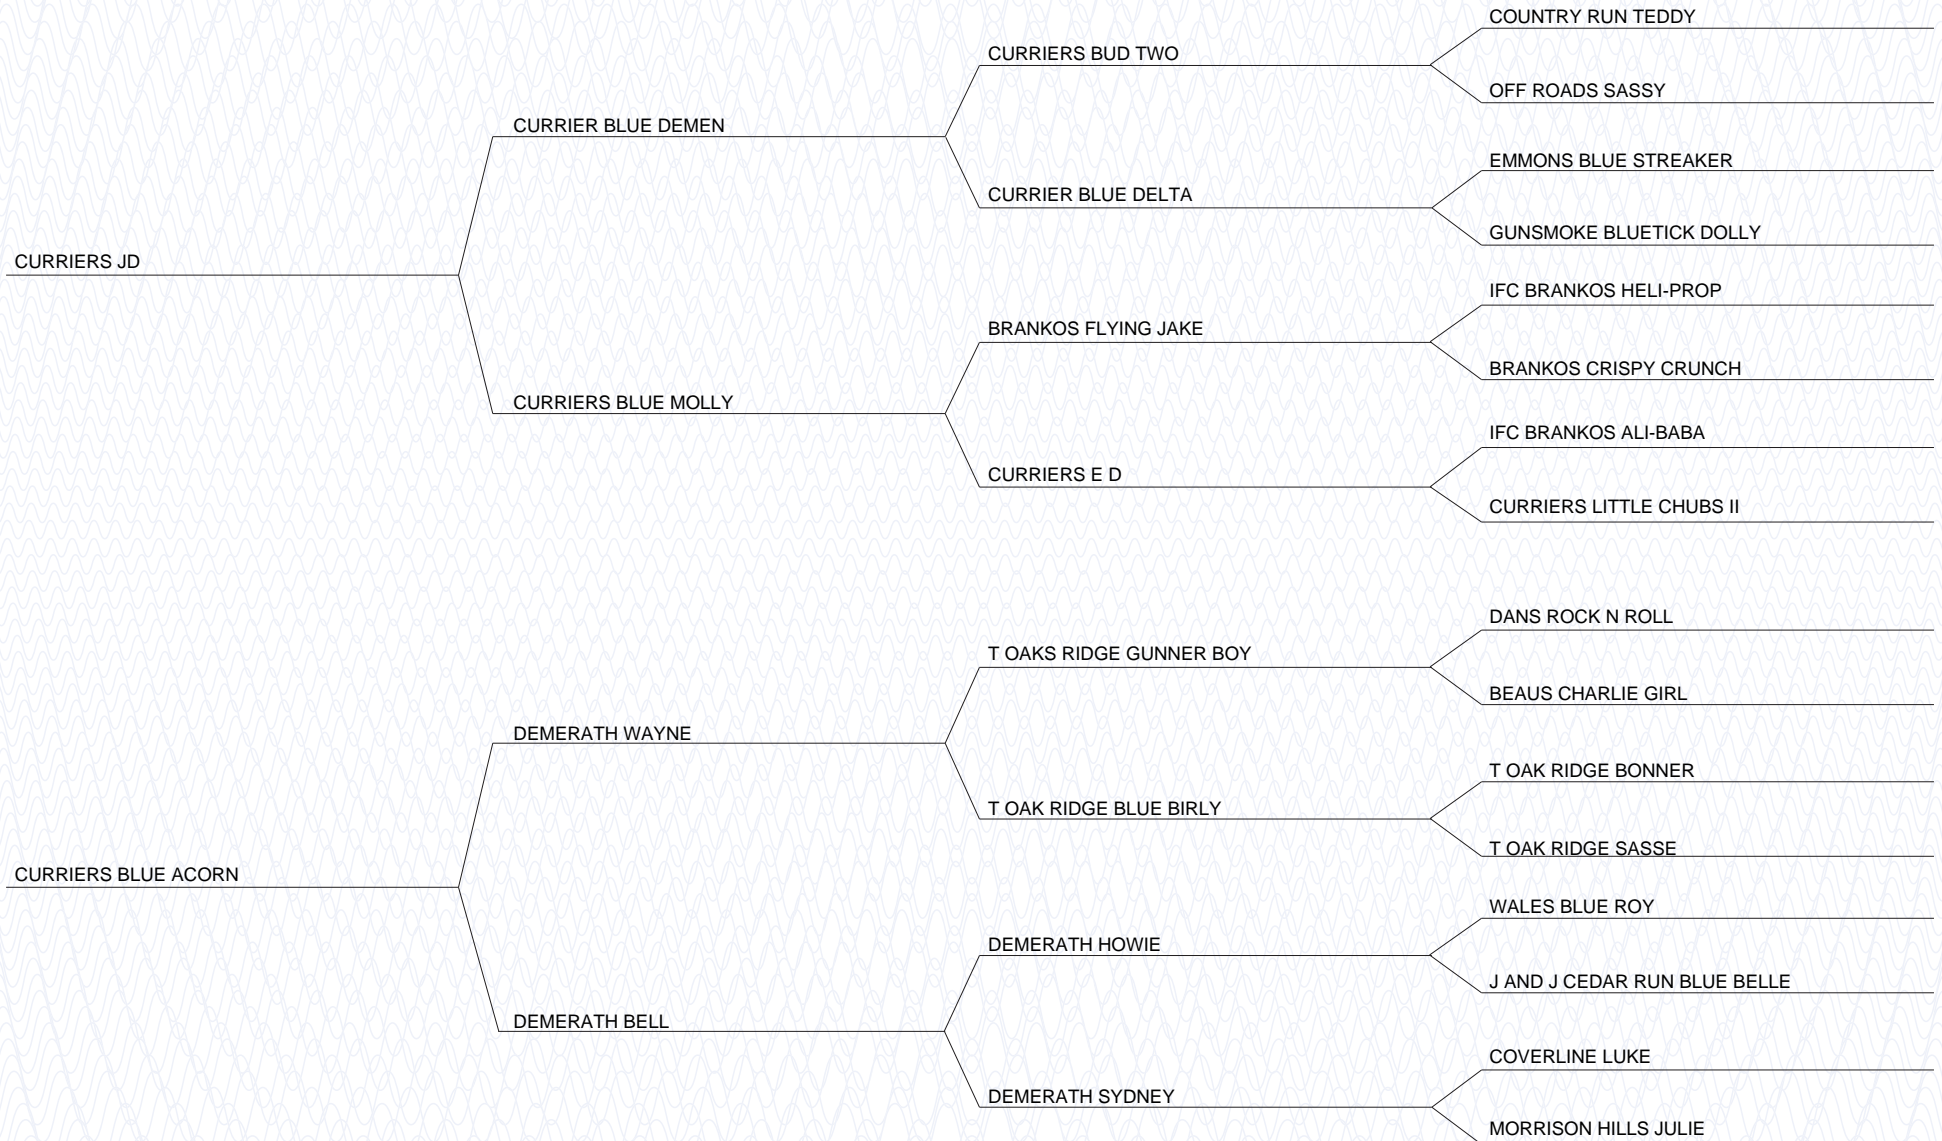 COUNTRY RUN TEDDY
CURRIERS BUD TWO
OFF ROADS SASSY
CURRIER BLUE DEMEN
EMMONS BLUE STREAKER
CURRIER BLUE DELTA
GUNSMOKE BLUETICK DOLLY
CURRIERS JD
IFC BRANKOS HELI-PROP
BRANKOS FLYING JAKE
BRANKOS CRISPY CRUNCH
CURRIERS BLUE MOLLY
IFC BRANKOS ALI-BABA
CURRIERS E D
CURRIERS LITTLE CHUBS II
DANS ROCK N ROLL
T OAKS RIDGE GUNNER BOY
BEAUS CHARLIE GIRL
DEMERATH WAYNE
T OAK RIDGE BONNER
T OAK RIDGE BLUE BIRLY
T OAK RIDGE SASSE
CURRIERS BLUE ACORN
WALES BLUE ROY
DEMERATH HOWIE
J AND J CEDAR RUN BLUE BELLE
DEMERATH BELL
COVERLINE LUKE
DEMERATH SYDNEY
MORRISON HILLS JULIE